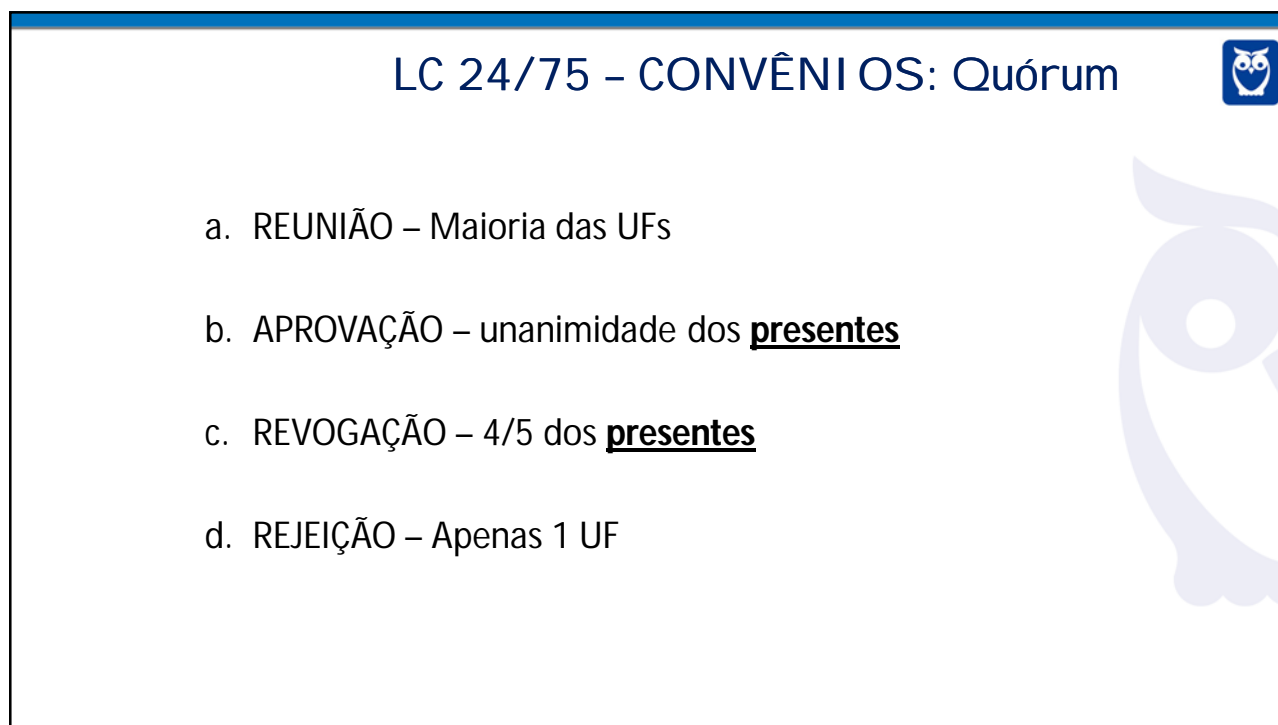 LC 24/75 – CONVÊNIOS: Quórum
a. REUNIÃO – Maioria das UFs
b. APROVAÇÃO – unanimidade dos presentes
c. REVOGAÇÃO – 4/5 dos presentes
d. REJEIÇÃO – Apenas 1 UF